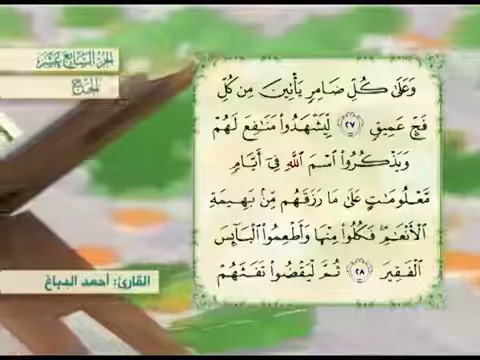 الجزء السابع عشر
الحج
وَعَلَىٰ كُلِّ ضَامِرٍ يَأْتِينَ مِن كُلِّ
فَجٍّ عَمِيقٍ ٢٧ لِّيَشْهَدُوا۟ مَنَٰفِعَ لَهُمْ
وَيَذْكُرُوا۟ ٱسْمَ ٱللَّهِ فِىٓ أَيَّامٍ
مَّعْلُومَٰتٍ عَلَىٰ مَا رَزَقَهُم مِّنۢ بَهِيمَةِ
ٱلْأَنْعَٰمِ ۖ فَكُلُوا۟ مِنْهَا وَأَطْعِمُوا۟ ٱلْبَآئِسَ
ٱلْفَقِيرَ ٢٨ ثُمَّ لْيَقْضُوا۟ تَفَثَهُمْ
القارئ: أحمد الدباغ